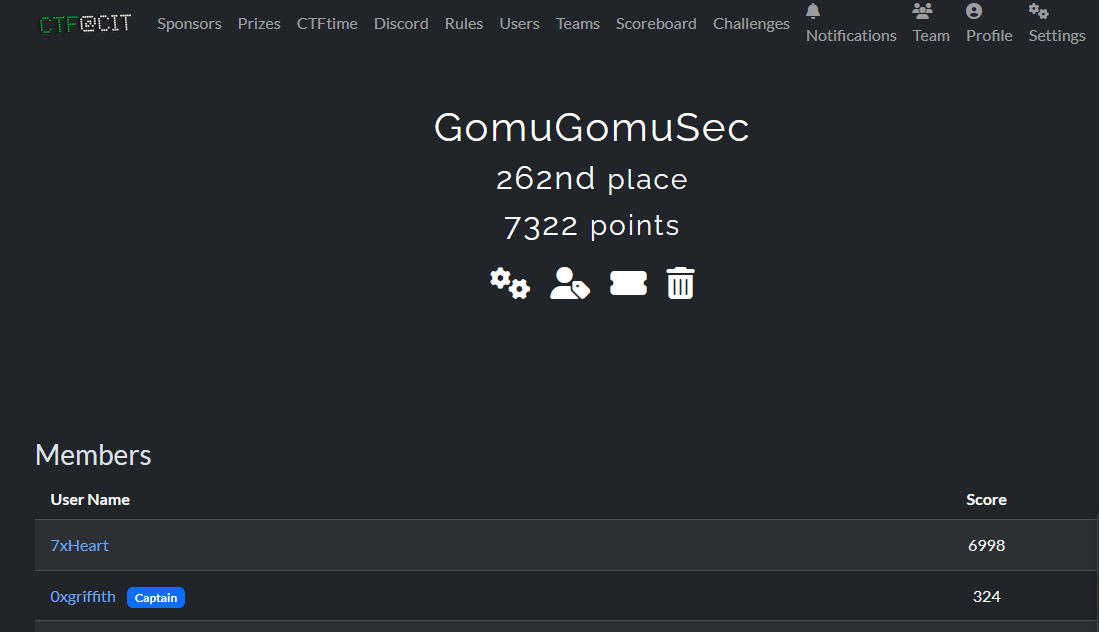 CTF@CIT Sponsors Prizes CTFtime Discord Rules Users Teams Scoreboard Challenges Notifications Team Profile Settings
GomuGomuSec
262nd place
7322 points
Members
User Name Score
7xHeart 6998
0xgriffith Captain 324